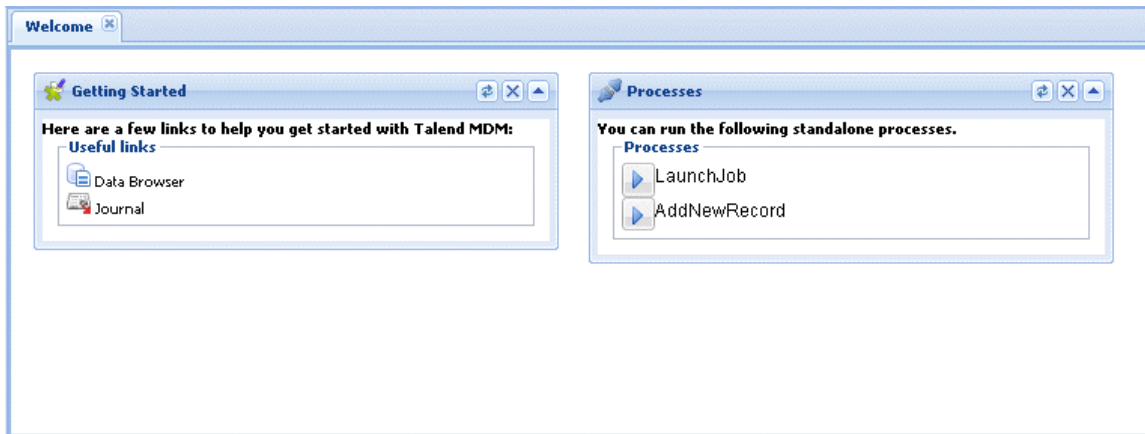 Welcome
Getting Started
Here are a few links to help you get started with Talend MDM:
Useful links
Data Browser
Journal
Processes
You can run the following standalone processes.
Processes
LaunchJob
AddNewRecord